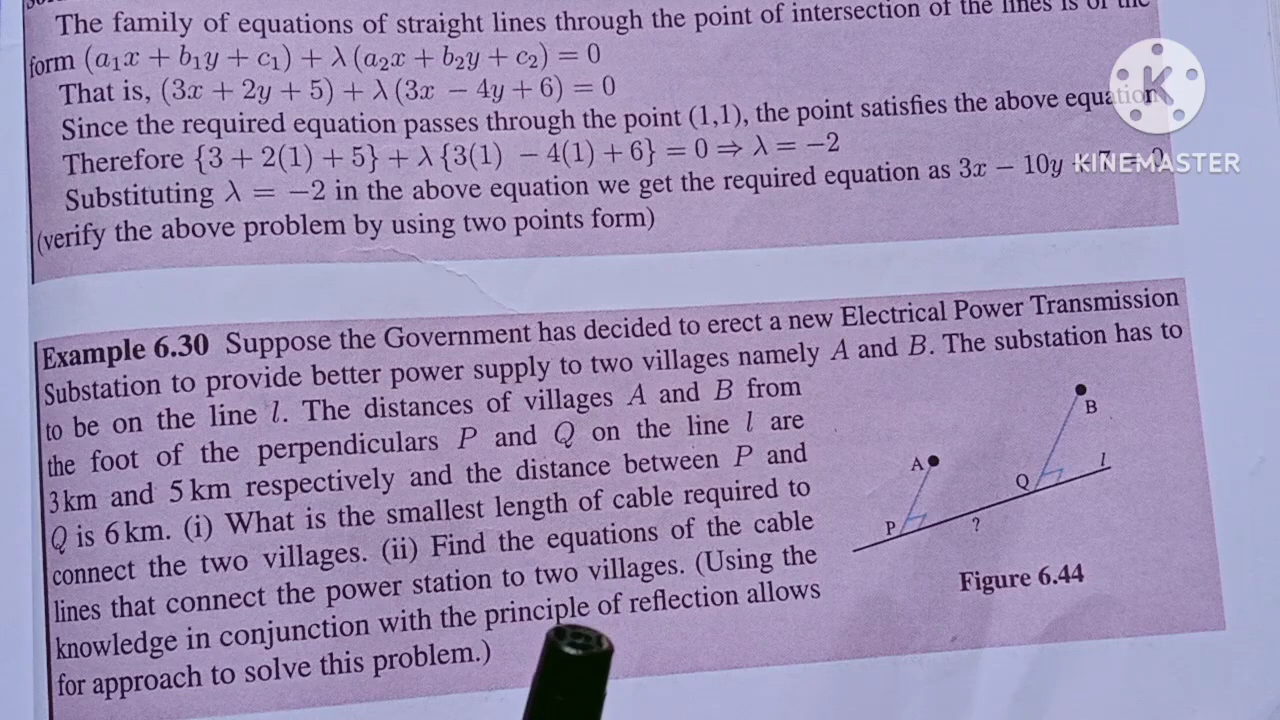 The family of equations of straight lines through the point of intersection of the lines is of the
form (a₁x + b₁y + c₁) + λ (a₂x + b₂y + c₂) = 0
That is, (3x + 2y + 5) + λ (3x − 4y + 6) = 0
Since the required equation passes through the point (1,1), the point satisfies the above equation
Therefore {3 + 2(1) + 5} + λ {3(1) − 4(1) + 6} = 0 ⇒ λ = −2
Substituting λ = −2 in the above equation we get the required equation as 3x − 10y
(verify the above problem by using two points form)
K
KINEMASTER
Example 6.30 Suppose the Government has decided to erect a new Electrical Power Transmission
Substation to provide better power supply to two villages namely A and B. The substation has to
to be on the line l. The distances of villages A and B from
the foot of the perpendiculars P and Q on the line l are
3 km and 5 km respectively and the distance between P and
Q is 6 km. (i) What is the smallest length of cable required to
connect the two villages. (ii) Find the equations of the cable
lines that connect the power station to two villages. (Using the
knowledge in conjunction with the principle of reflection allows
for approach to solve this problem.)
B
A
Q
l
P
?
Figure 6.44